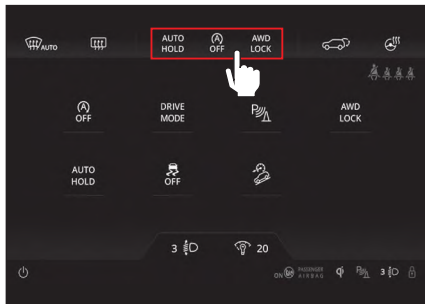 AUTO
AUTO HOLD
(A) OFF
AWD LOCK
(A) OFF
DRIVE MODE
P
AWD LOCK
AUTO HOLD
OFF
3
20
ON
PASSENGER AIRBAG
P
3